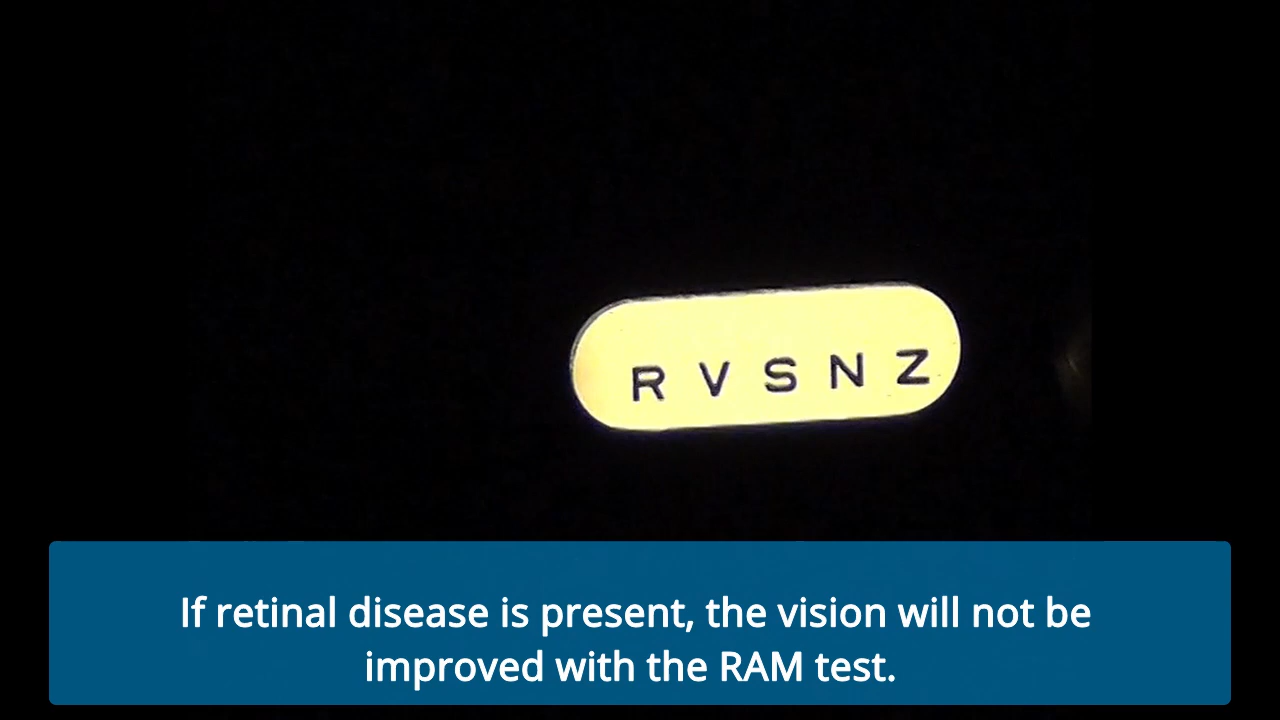 R V S N Z
If retinal disease is present, the vision will not be
improved with the RAM test.